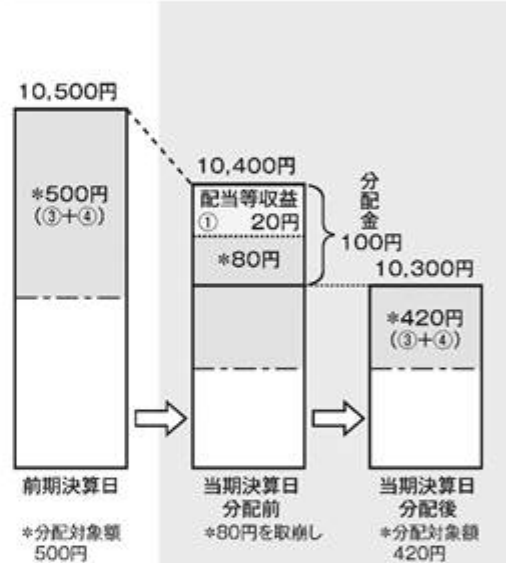 10,500円
*500円
(③+④)
前期決算日
*分配対象額
500円
10,400円
配当等収益
① 20円
*80円
分配金
100円
当期決算日
分配前
*80円を取崩し
10,300円
*420円
(③+④)
当期決算日
分配後
*分配対象額
420円